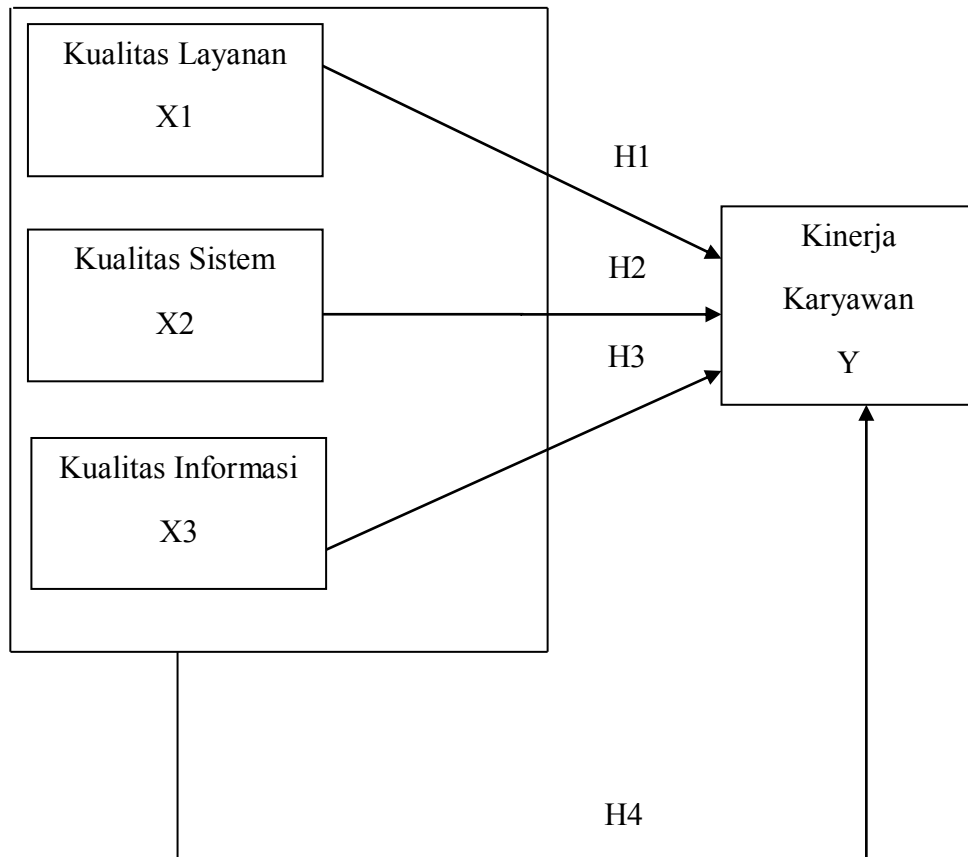 Kualitas Layanan
X1
H1
Kualitas Sistem
X2
H2
H3
Kinerja
Karyawan
Y
Kualitas Informasi
X3
H4